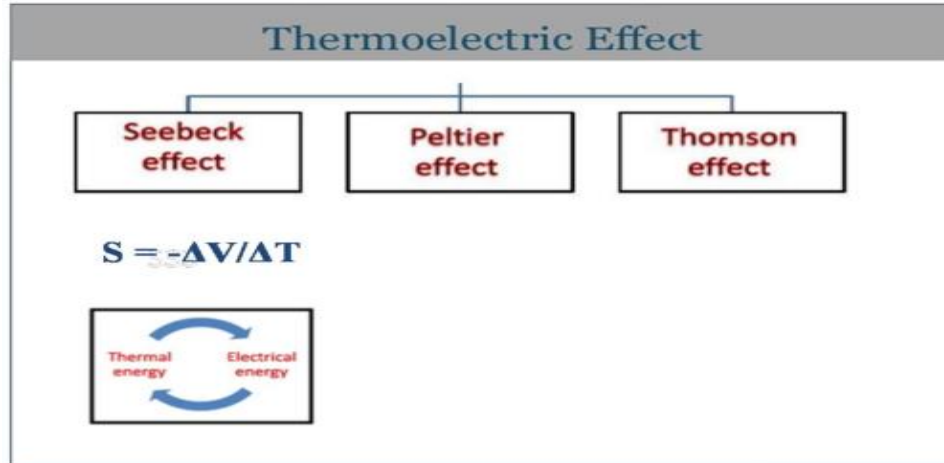 Thermoelectric Effect
Seebeck
effect
Peltier
effect
Thomson
effect
S = -ΔV/ΔT
Thermal
energy
Electrical
energy